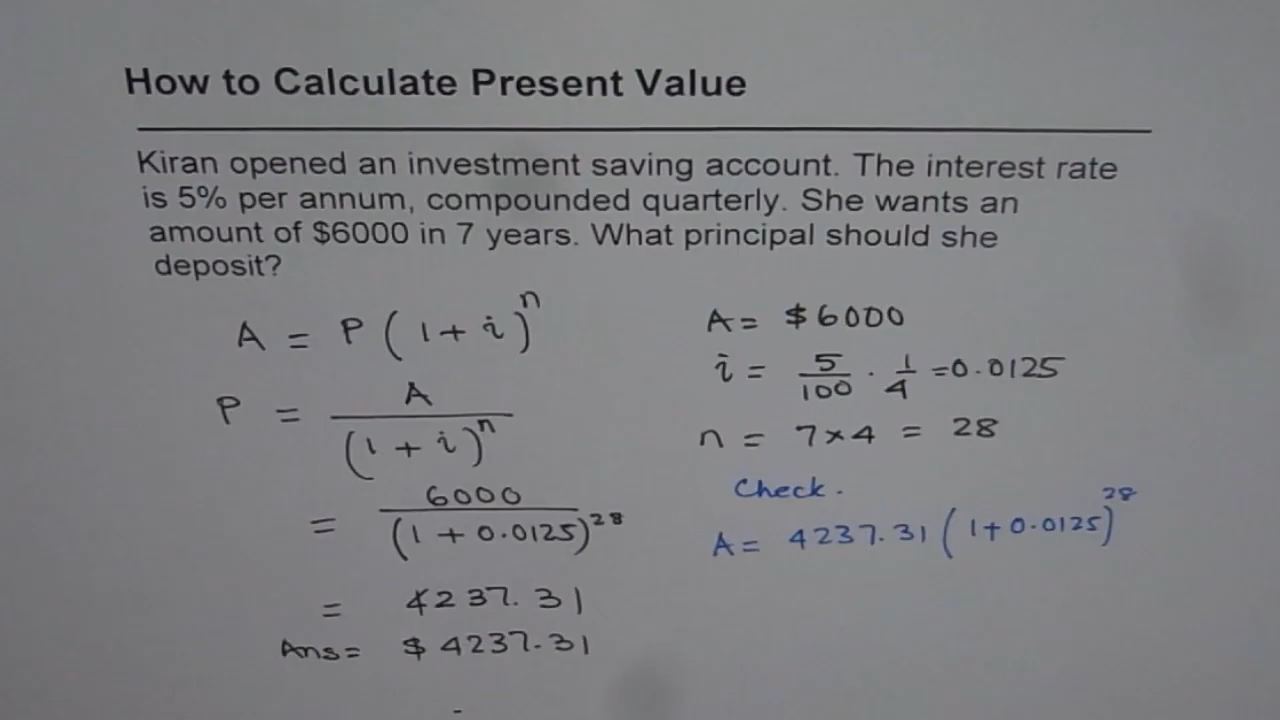 How to Calculate Present Value
Kiran opened an investment saving account. The interest rate
is 5% per annum, compounded quarterly. She wants an
amount of $6000 in 7 years. What principal should she
deposit?
A = P(1+i)^n
P = A/(1+i)^n
= 6000/(1+0.0125)^28
= 4237.31
Ans= $4237.31
A= $6000
i = 5/100 · 1/4 =0.0125
n = 7×4 = 28
Check.
A= 4237.31(1+0.0125)^28